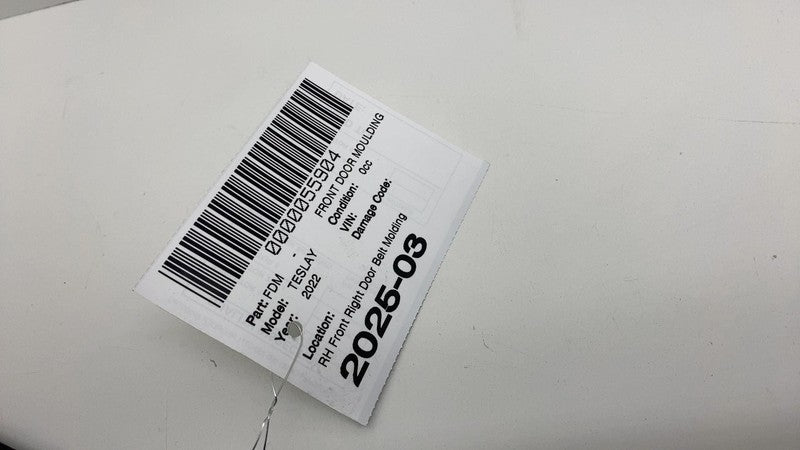 0000055904
Part: FDM - FRONT DOOR MOULDING
Model: TESLAY Condition: 0cc
Year: 2022 VIN:
Damage Code:
Location:
RH Front Right Door Belt Molding
2025-03